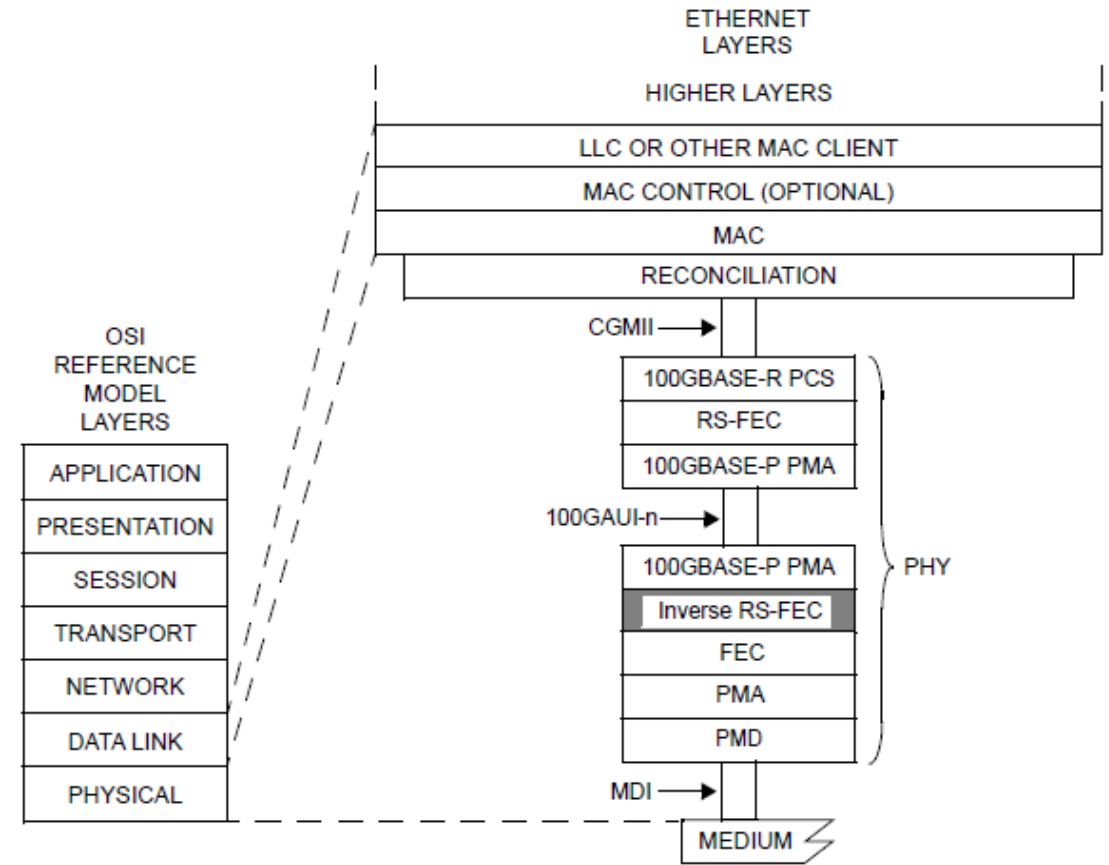 ETHERNET
LAYERS
HIGHER LAYERS
LLC OR OTHER MAC CLIENT
MAC CONTROL (OPTIONAL)
MAC
RECONCILIATION
CGMII
100GBASE-R PCS
RS-FEC
100GBASE-P PMA
100GAUI-n
100GBASE-P PMA
Inverse RS-FEC
FEC
PMA
PMD
MDI
MEDIUM
PHY
OSI
REFERENCE
MODEL
LAYERS
APPLICATION
PRESENTATION
SESSION
TRANSPORT
NETWORK
DATA LINK
PHYSICAL